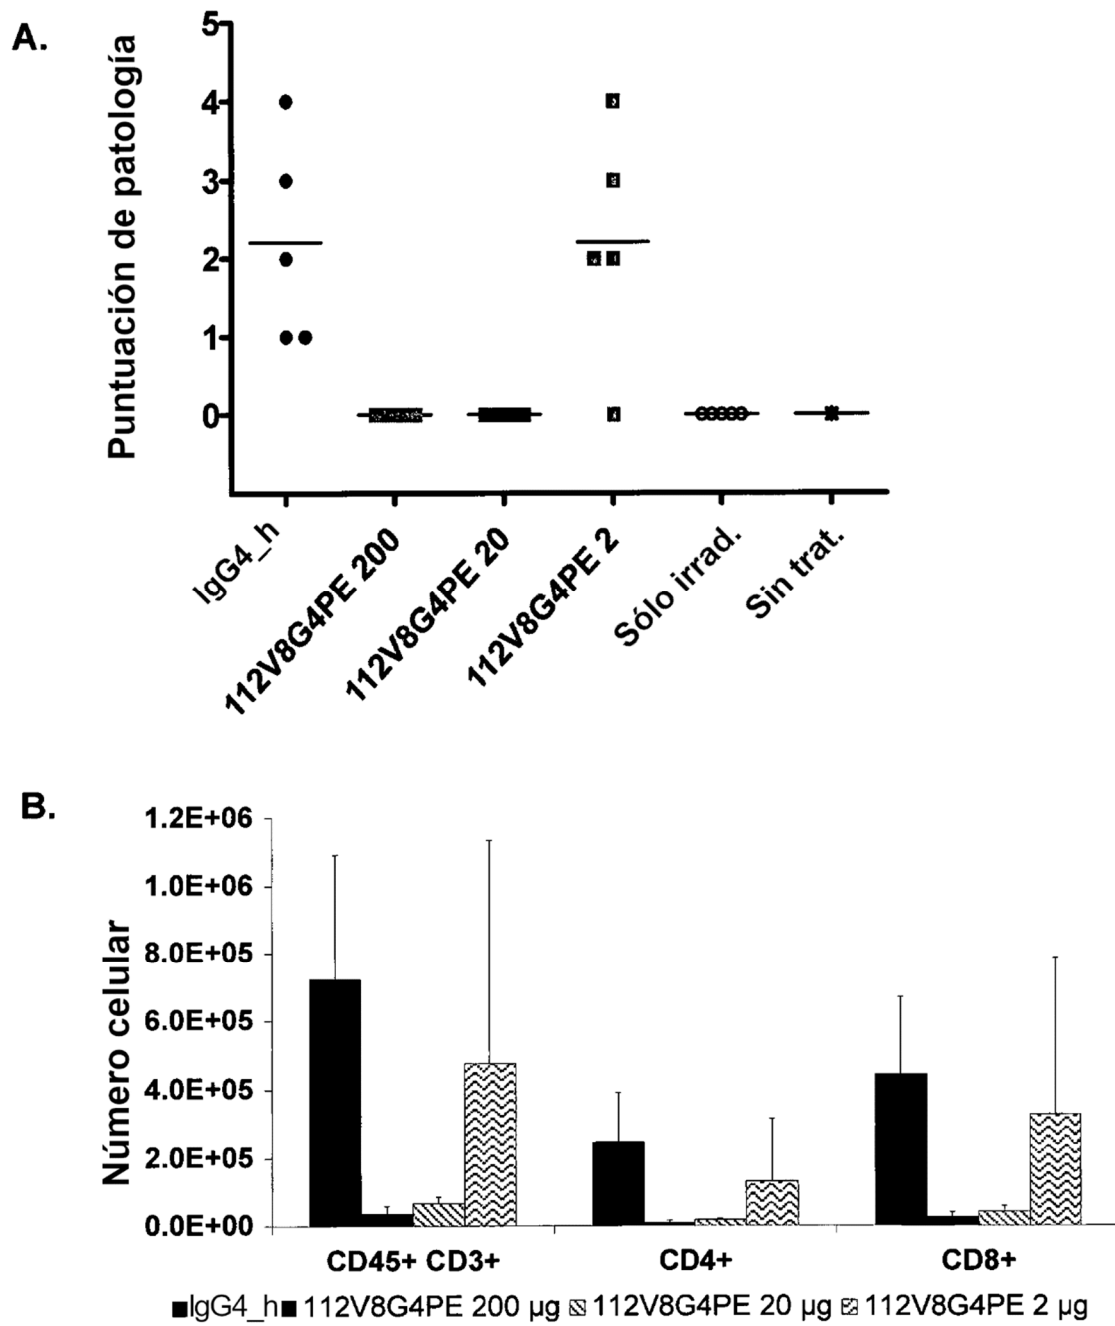 A.
Puntuación de patología
5
4
3
2
1
0
IgG4_h
112V8G4PE 200
112V8G4PE 20
112V8G4PE 2
Sólo irrad.
Sin trat.
B.
Número celular
1.2E+06
1.0E+06
8.0E+05
6.0E+05
4.0E+05
2.0E+05
0.0E+00
CD45+ CD3+
CD4+
CD8+
IgG4_h 112V8G4PE 200 µg 112V8G4PE 20 µg 112V8G4PE 2 µg